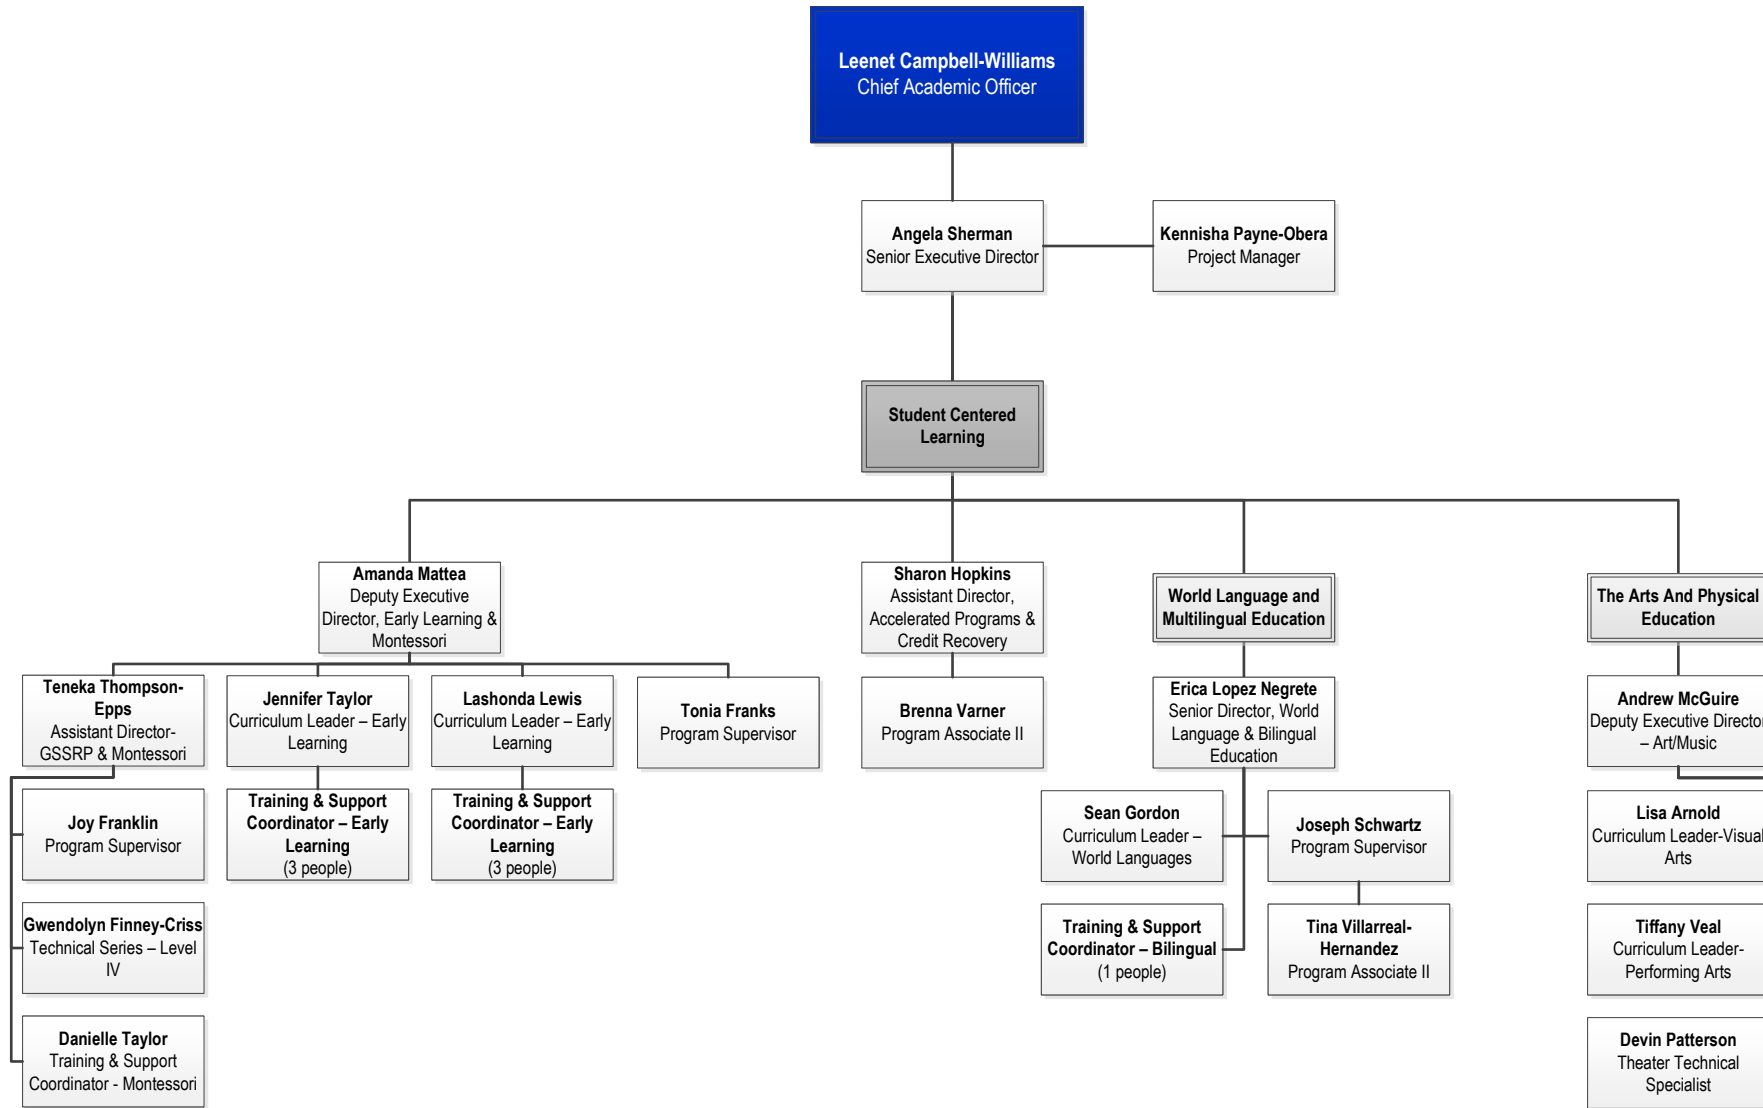 Leenet Campbell-Williams
Chief Academic Officer
Angela Sherman
Senior Executive Director
Kennisha Payne-Obera
Project Manager
Student Centered
Learning
Amanda Mattea
Deputy Executive
Director, Early Learning &
Montessori
Sharon Hopkins
Assistant Director,
Accelerated Programs &
Credit Recovery
World Language and
Multilingual Education
The Arts And Physical
Education
Teneka Thompson-
Epps
Assistant Director-
GSSRP & Montessori
Jennifer Taylor
Curriculum Leader – Early
Learning
Lashonda Lewis
Curriculum Leader – Early
Learning
Tonia Franks
Program Supervisor
Brenna Varner
Program Associate II
Erica Lopez Negrete
Senior Director, World
Language & Bilingual
Education
Andrew McGuire
Deputy Executive Director
– Art/Music
Joy Franklin
Program Supervisor
Training & Support
Coordinator – Early
Learning
(3 people)
Training & Support
Coordinator – Early
Learning
(3 people)
Sean Gordon
Curriculum Leader –
World Languages
Joseph Schwartz
Program Supervisor
Lisa Arnold
Curriculum Leader-Visual
Arts
Gwendolyn Finney-Criss
Technical Series – Level
IV
Training & Support
Coordinator – Bilingual
(1 people)
Tina Villarreal-
Hernandez
Program Associate II
Tiffany Veal
Curriculum Leader-
Performing Arts
Danielle Taylor
Training & Support
Coordinator - Montessori
Devin Patterson
Theater Technical
Specialist